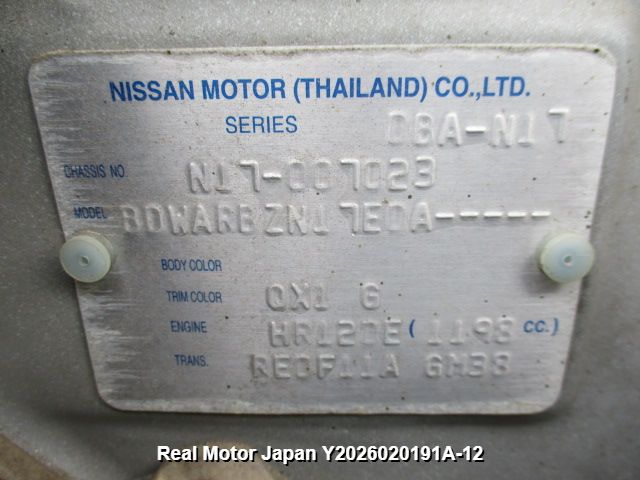 NISSAN MOTOR (THAILAND) CO.,LTD.
SERIES DBA-N17
CHASSIS NO N17-007023
MODEL BDWARBZN17EDA-----
BODY COLOR
TRIM COLOR QX1 G
ENGINE HR12DE (1198 CC.)
TRANS. RE0F11A GH38
Real Motor Japan Y2026020191A-12